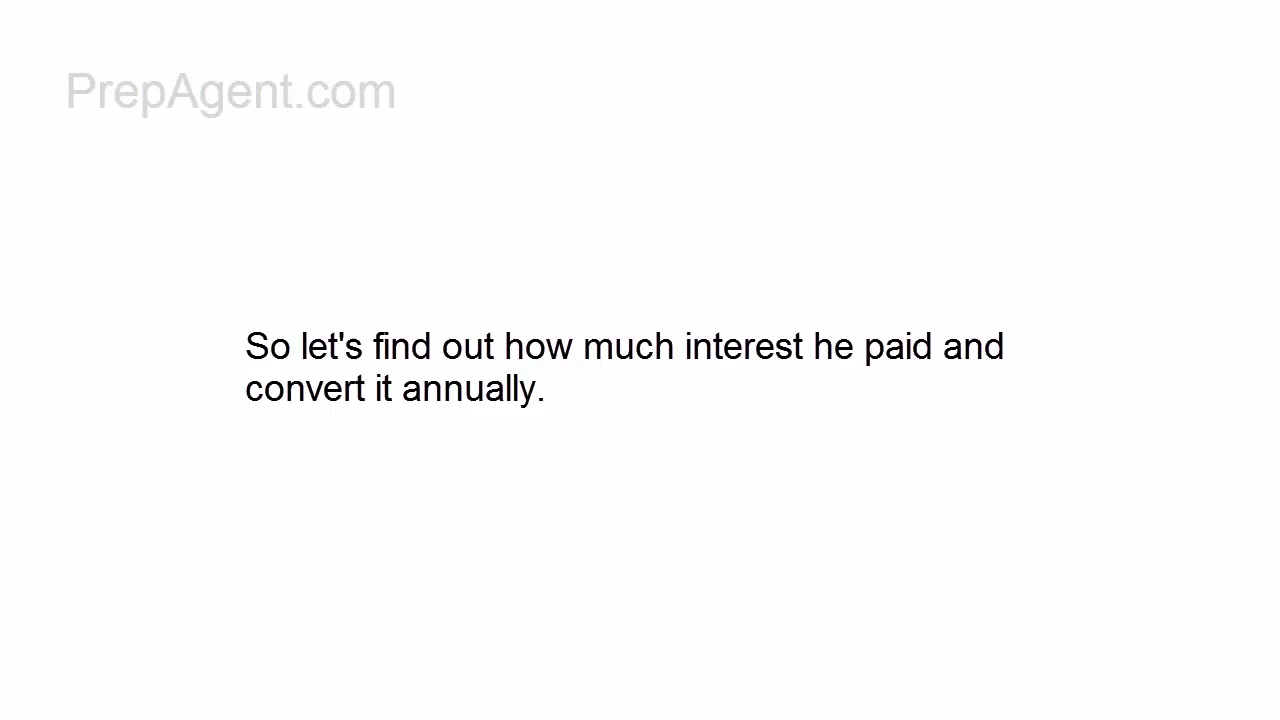 PrepAgent.com
So let's find out how much interest he paid and
convert it annually.